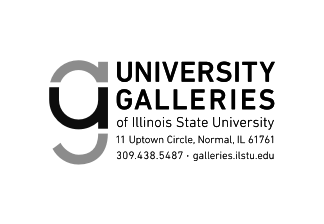 UNIVERSITY
GALLERIES
of Illinois State University
11 Uptown Circle, Normal, IL 61761
309.438.5487 · galleries.ilstu.edu